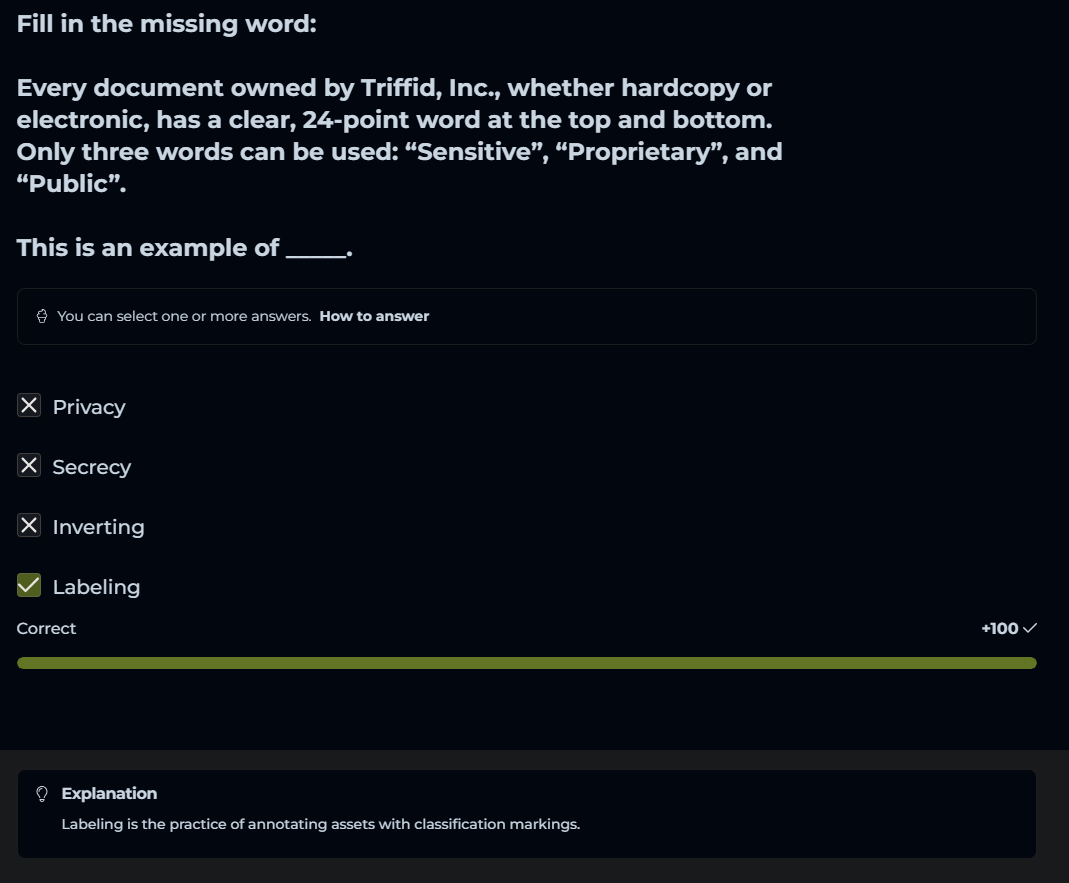 Fill in the missing word:
Every document owned by Triffid, Inc., whether hardcopy or
electronic, has a clear, 24-point word at the top and bottom.
Only three words can be used: “Sensitive”, “Proprietary”, and
“Public”.
This is an example of _____.
You can select one or more answers. How to answer
Privacy
Secrecy
Inverting
Labeling
Correct +100
Explanation
Labeling is the practice of annotating assets with classification markings.